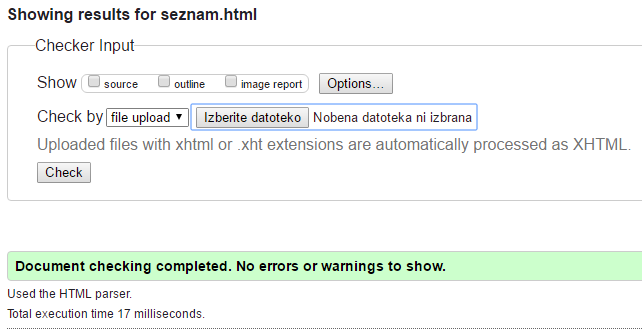 Showing results for seznam.html
Checker Input
Show source outline image report Options...
Check by file upload Izberite datoteko Nobena datoteka ni izbrana
Uploaded files with xhtml or .xht extensions are automatically processed as XHTML.
Check
Document checking completed. No errors or warnings to show.
Used the HTML parser.
Total execution time 17 milliseconds.